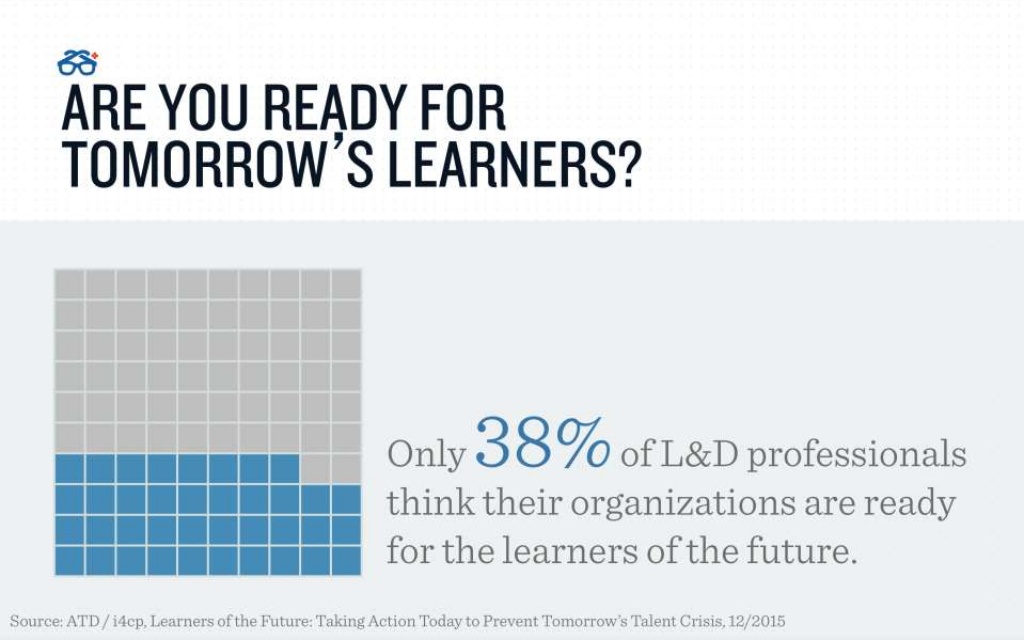 ARE YOU READY FOR
TOMORROW'S LEARNERS?
Only 38% of L&D professionals
think their organizations are ready
for the learners of the future.
Source: ATD / i4cp, Learners of the Future: Taking Action Today to Prevent Tomorrow's Talent Crisis, 12/2015